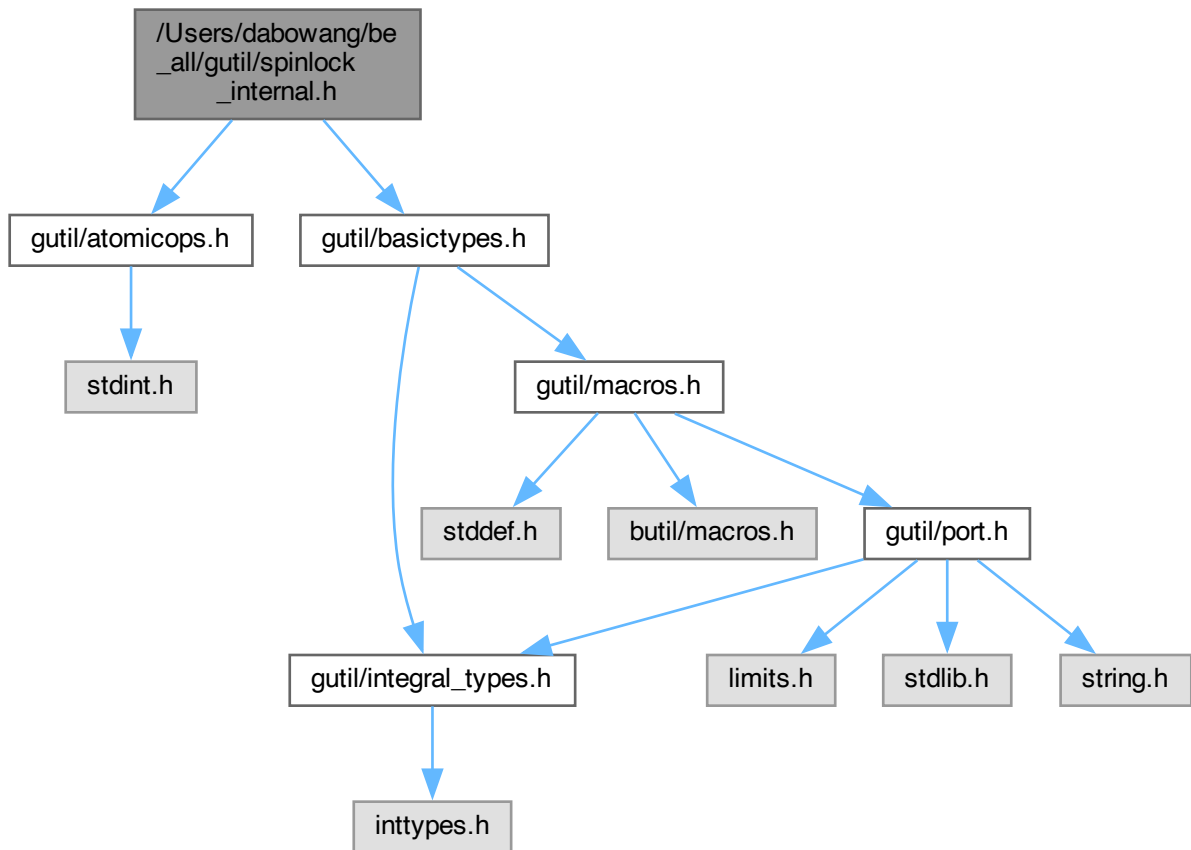 /Users/dabowang/be
_all/gutil/spinlock
_internal.h
gutil/atomicops.h
gutil/basictypes.h
stdint.h
gutil/macros.h
stddef.h
butil/macros.h
gutil/port.h
gutil/integral_types.h
limits.h
stdlib.h
string.h
inttypes.h